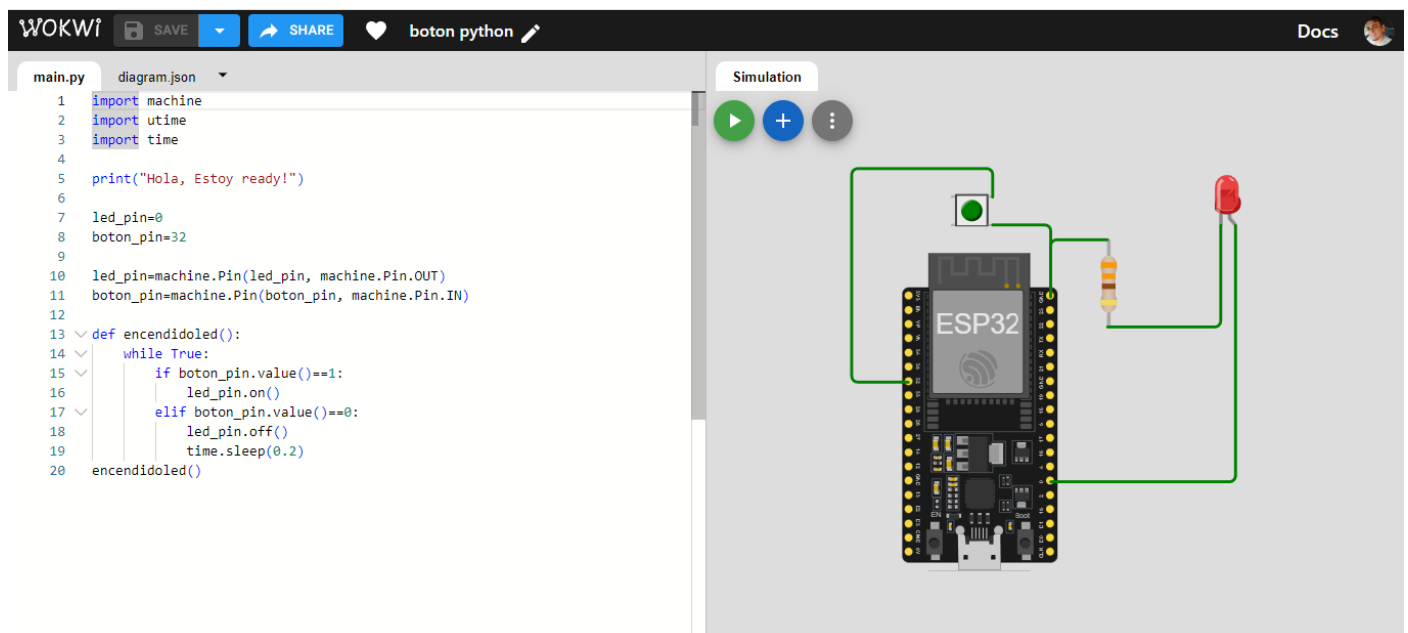 WOKWI SAVE SHARE boton python Docs
main.py diagram.json
Simulation
1 import machine
2 import utime
3 import time
4
5 print("Hola, Estoy ready!")
6
7 led_pin=0
8 boton_pin=32
9
10 led_pin=machine.Pin(led_pin, machine.Pin.OUT)
11 boton_pin=machine.Pin(boton_pin, machine.Pin.IN)
12
13 def encendidoled():
14 while True:
15 if boton_pin.value()==1:
16 led_pin.on()
17 elif boton_pin.value()==0:
18 led_pin.off()
19 time.sleep(0.2)
20 encendidoled()
ESP32
EN
Boot